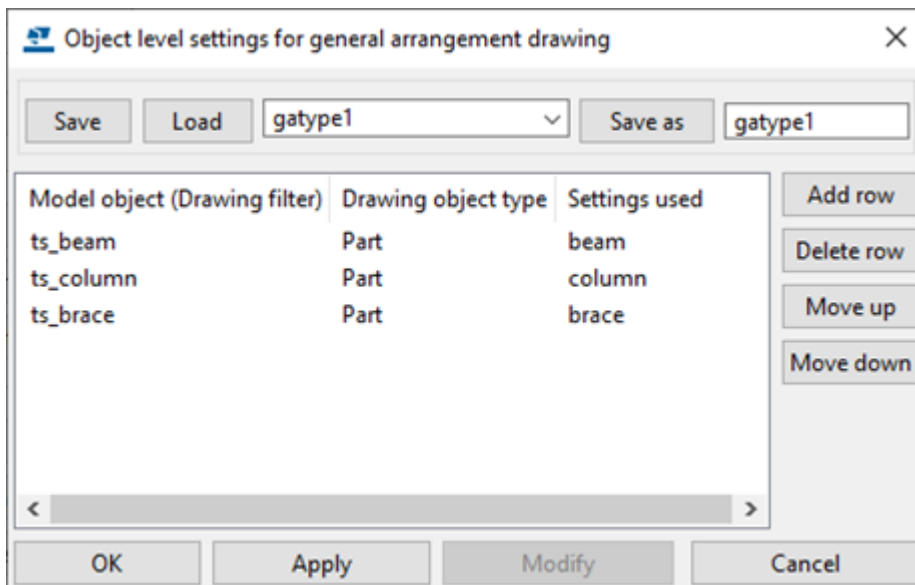 Object level settings for general arrangement drawing
Save Load gatype1 Save as gatype1
Model object (Drawing filter) Drawing object type Settings used Add row
ts_beam Part beam
Delete row
ts_column Part column
ts_brace Part brace Move up
Move down
OK Apply Modify Cancel